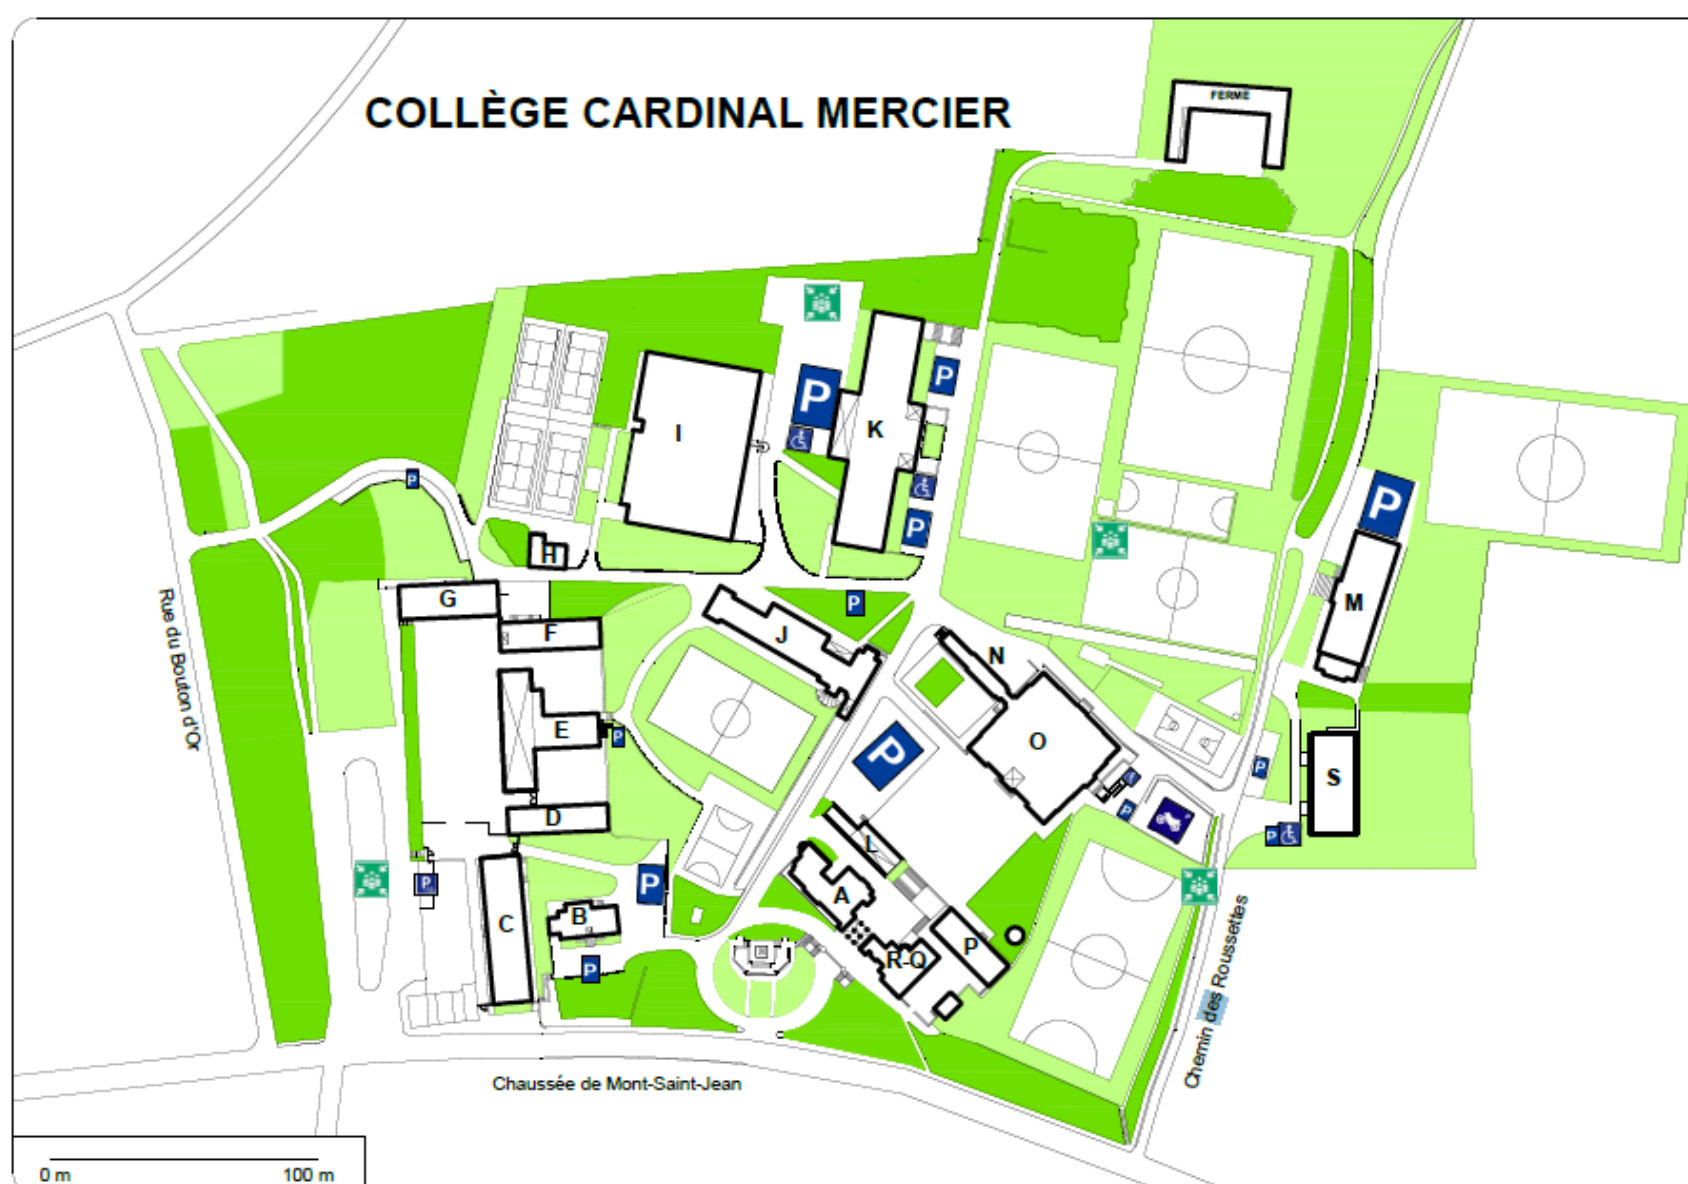 COLLÈGE CARDINAL MERCIER
FERME
P
P
I
K
P
P
P
H
G
F
J
P
M
N
Rue du Bouton d'Or
E
P
P
O
P
S
D
P
L
P
P
P
A
B
C
R-Q
P
P
Chemin des Roussettes
Chaussée de Mont-Saint-Jean
0 m 100 m